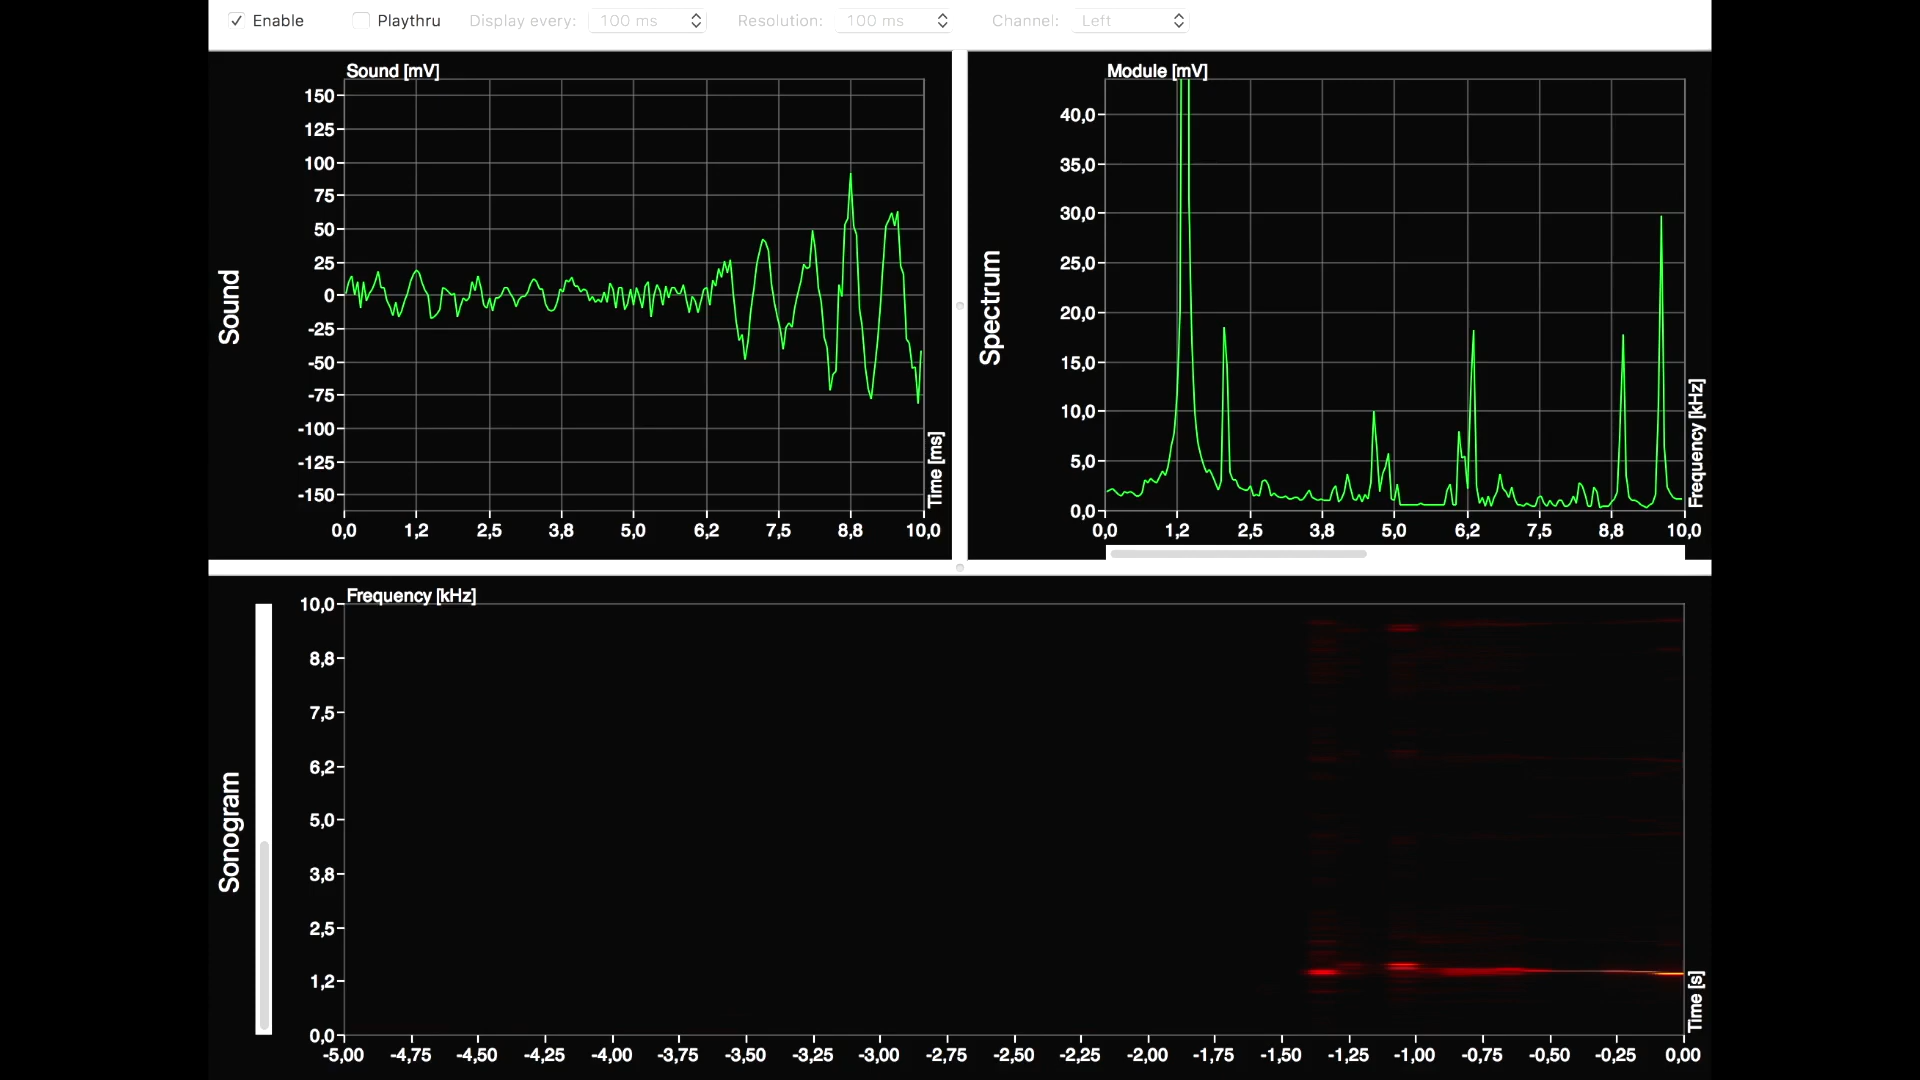 Enable Playthru Display every: 100 ms Resolution: 100 ms Channel: Left
Sound [mV]
150
125
100
75
50
25
0
-25
-50
-75
-100
-125
-150
Sound
Time [ms]
0,0 1,2 2,5 3,8 5,0 6,2 7,5 8,8 10,0
Module [mV]
40,0
35,0
30,0
25,0
20,0
15,0
10,0
5,0
0,0
Spectrum
Frequency [kHz]
0,0 1,2 2,5 3,8 5,0 6,2 7,5 8,8 10,0
Frequency [kHz]
10,0
8,8
7,5
6,2
5,0
3,8
2,5
1,2
0,0
Sonogram
Time [s]
-5,00 -4,75 -4,50 -4,25 -4,00 -3,75 -3,50 -3,25 -3,00 -2,75 -2,50 -2,25 -2,00 -1,75 -1,50 -1,25 -1,00 -0,75 -0,50 -0,25 0,00